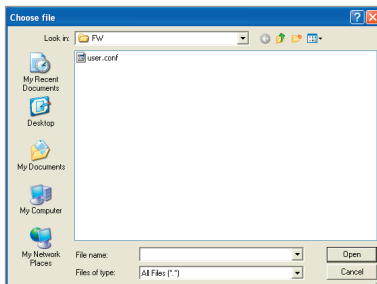 Choose file
Look in:
FW
user.conf
My Recent
Documents
Desktop
My Documents
My Computer
My Network
Places
File name:
Open
Files of type:
All Files (*.*)
Cancel